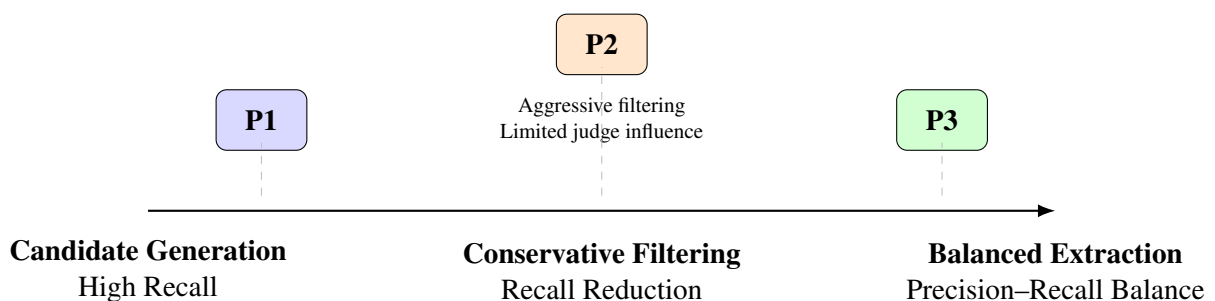 P2
P1
P3
Aggressive filtering
Limited judge influence
Candidate Generation
High Recall
Conservative Filtering
Recall Reduction
Balanced Extraction
Precision–Recall Balance